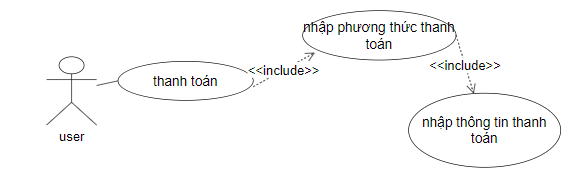 nhập phương thức thanh
toán
<<include>>
<<include>>
thanh toán
nhập thông tin thanh
toán
user